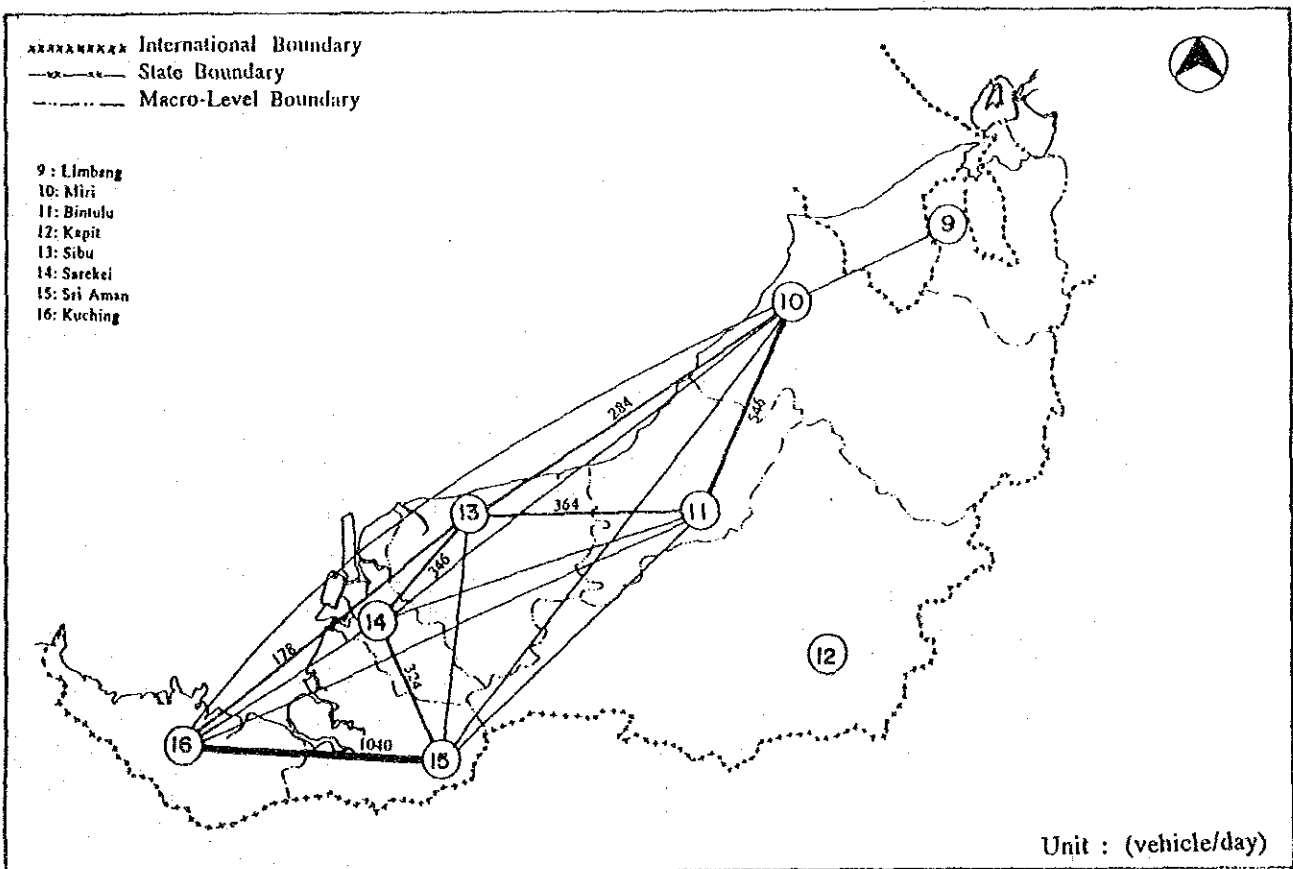 International Boundary
State Boundary
Macro-Level Boundary
9 : Limbang
10: Miri
11: Bintulu
12: Kapit
13: Sibu
14: Sarekei
15: Sri Aman
16: Kuching
9
10
284
546
13
364
11
346
14
12
178
324
16
1040
15
Unit : (vehicle/day)